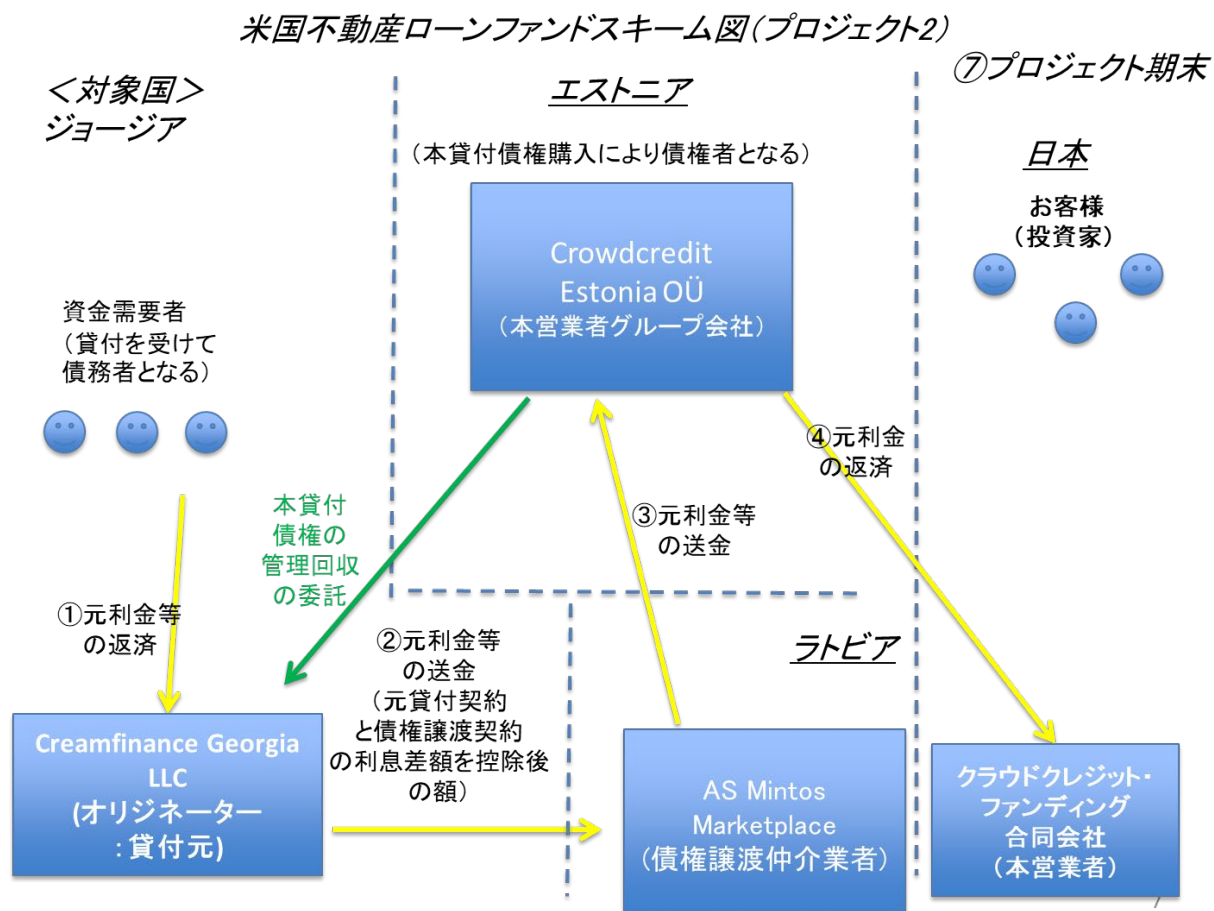 米国不動産ローンファンドスキーム図(プロジェクト2)
⑦プロジェクト期末
＜対象国＞
ジョージア
エストニア
日本
（本貸付債権購入により債権者となる）
お客様
（投資家）
Crowdcredit
Estonia OÜ
（本営業者グループ会社）
資金需要者
（貸付を受けて
債務者となる）
④元利金
の返済
本貸付
債権の
管理回収
の委託
③元利金等
の送金
①元利金等
の返済
②元利金等
の送金
（元貸付契約
と債権譲渡契約
の利息差額を控除後
の額）
ラトビア
Creamfinance Georgia
LLC
(オリジネーター
：貸付元)
AS Mintos
Marketplace
（債権譲渡仲介業者）
クラウドクレジット・
ファンディング
合同会社
（本営業者）